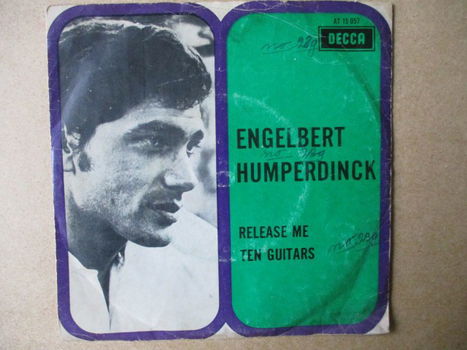 AT 15 057
DECCA
ENGELBERT
HUMPERDINCK
RELEASE ME
TEN GUITARS